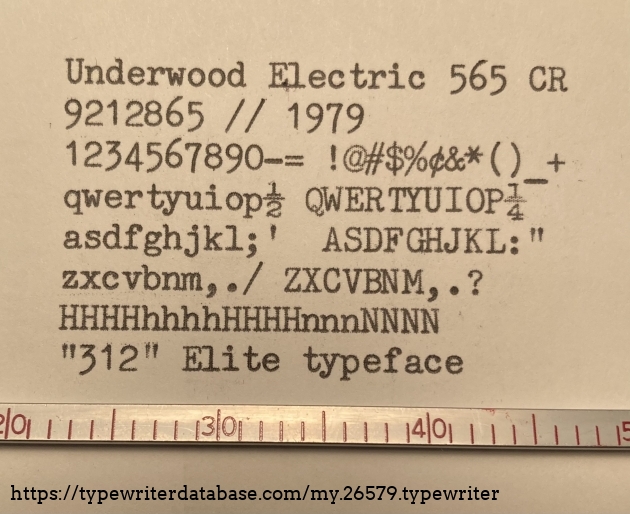 Underwood Electric 565 CR
9212865 // 1979
1234567890-= !@#$%¢&*()_+
qwertyuiop½ QWERTYUIOP¼
asdfghjkl;' ASDFGHJKL:"
zxcvbnm,./ ZXCVBNM,.?
HHHHhhhhHHHHnnnNNNN
"312" Elite typeface
20 30 40 5
https://typewriterdatabase.com/my.26579.typewriter